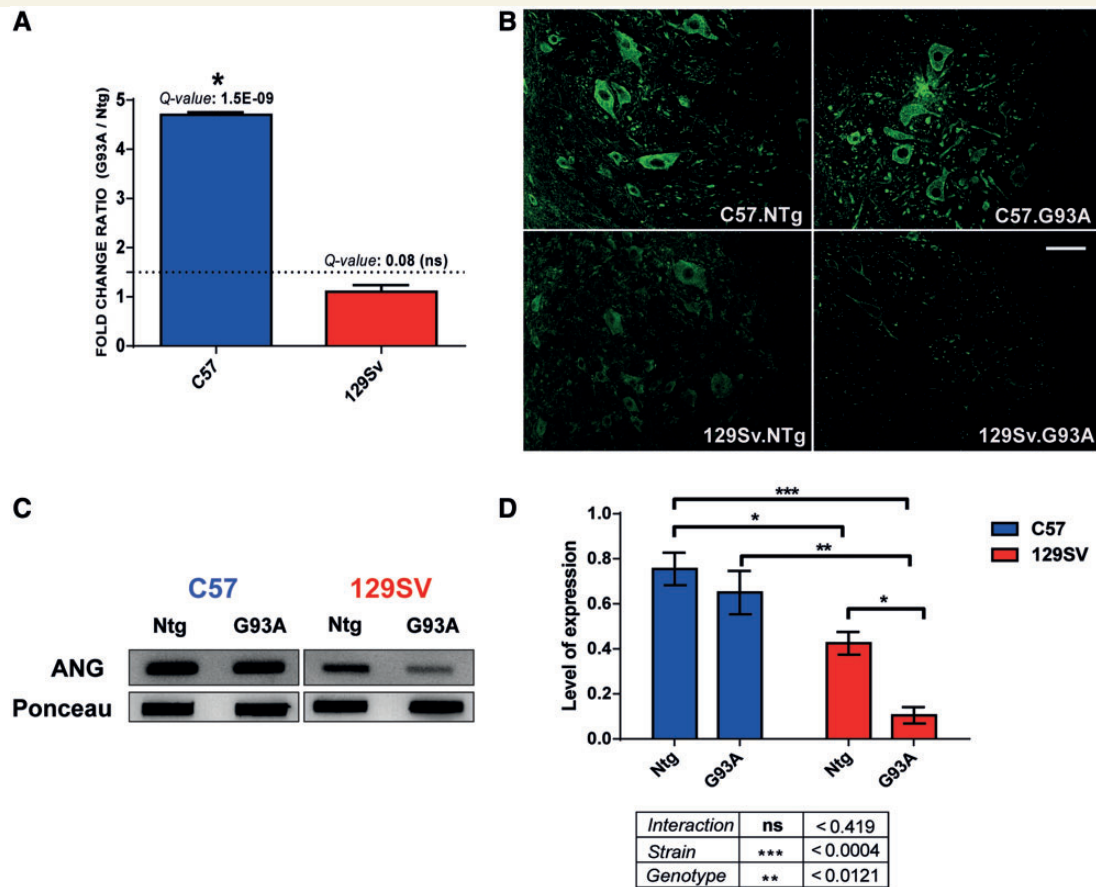 A
*
Q-value: 1.5E-09
Q-value: 0.08 (ns)
FOLD CHANGE RATIO (G93A / Ntg)
5
4
3
2
1
0
C57
129Sv
B
C57.NTg
C57.G93A
129Sv.NTg
129Sv.G93A
C
C57
129SV
Ntg
G93A
Ntg
G93A
ANG
Ponceau
D
***
*
**
*
C57
129SV
Level of expression
1.0
0.8
0.6
0.4
0.2
0.0
Ntg
G93A
Ntg
G93A
Interaction ns < 0.419
Strain *** < 0.0004
Genotype ** < 0.0121